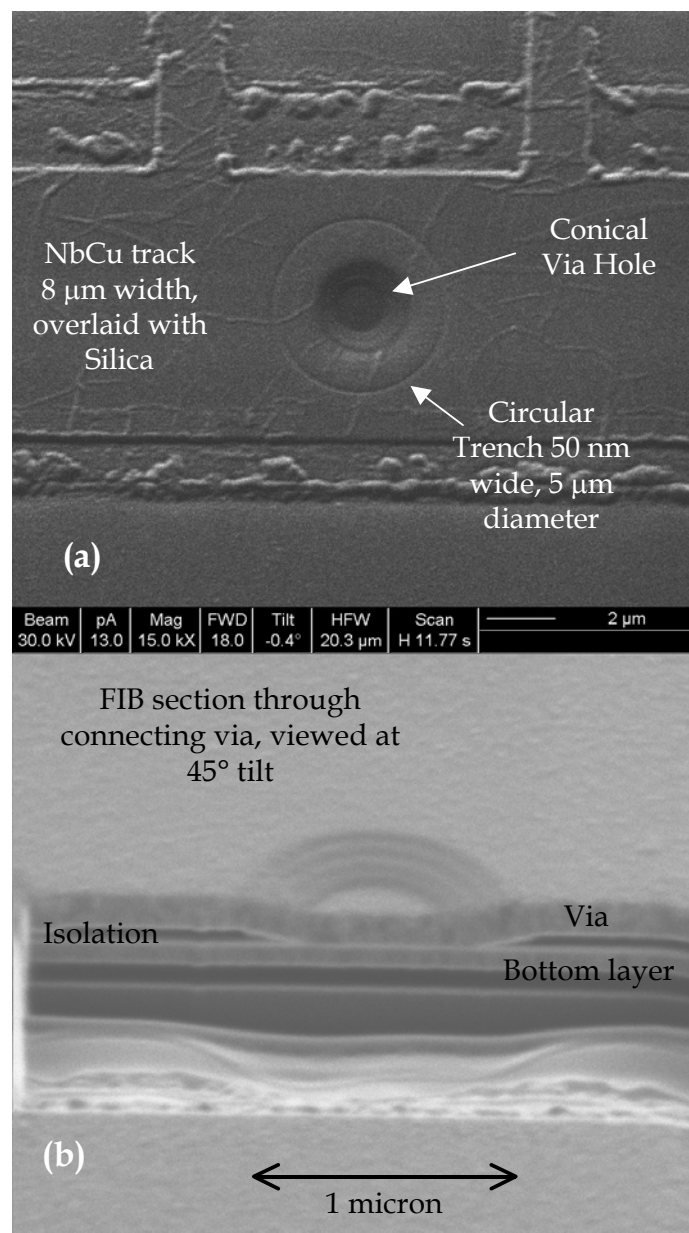 NbCu track
8 μm width,
overlaid with
Silica
Conical
Via Hole
Circular
Trench 50 nm
wide, 5 μm
diameter
(a)
Beam pA Mag FWD Tilt HFW Scan 2 μm
30.0 kV 13.0 15.0 kX 18.0 -0.4° 20.3 μm H 11.77 s
FIB section through
connecting via, viewed at
45° tilt
Isolation
Via
Bottom layer
(b)
1 micron